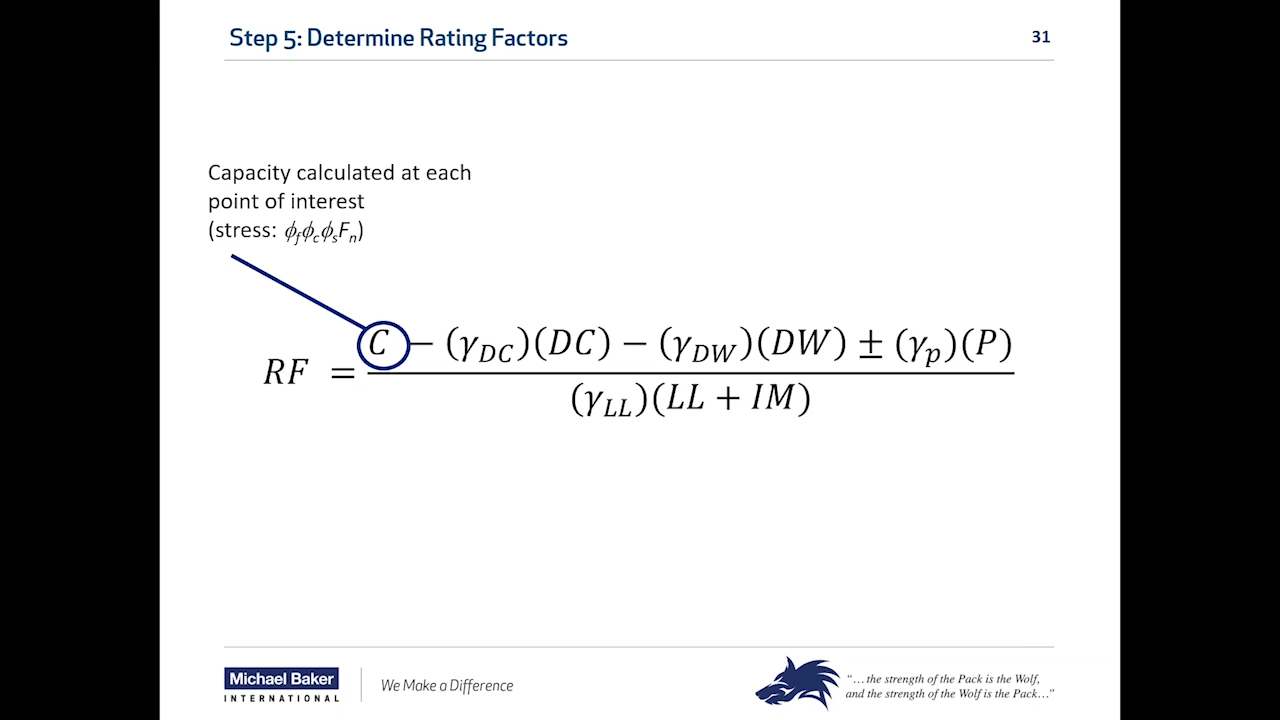 Step 5: Determine Rating Factors
31
Capacity calculated at each
point of interest
(stress: ϕfϕcϕsFn)
RF = C − (γDC)(DC) − (γDW)(DW) ± (γp)(P)
(γLL)(LL + IM)
Michael Baker
INTERNATIONAL
We Make a Difference
“… the strength of the Pack is the Wolf,
and the strength of the Wolf is the Pack…”